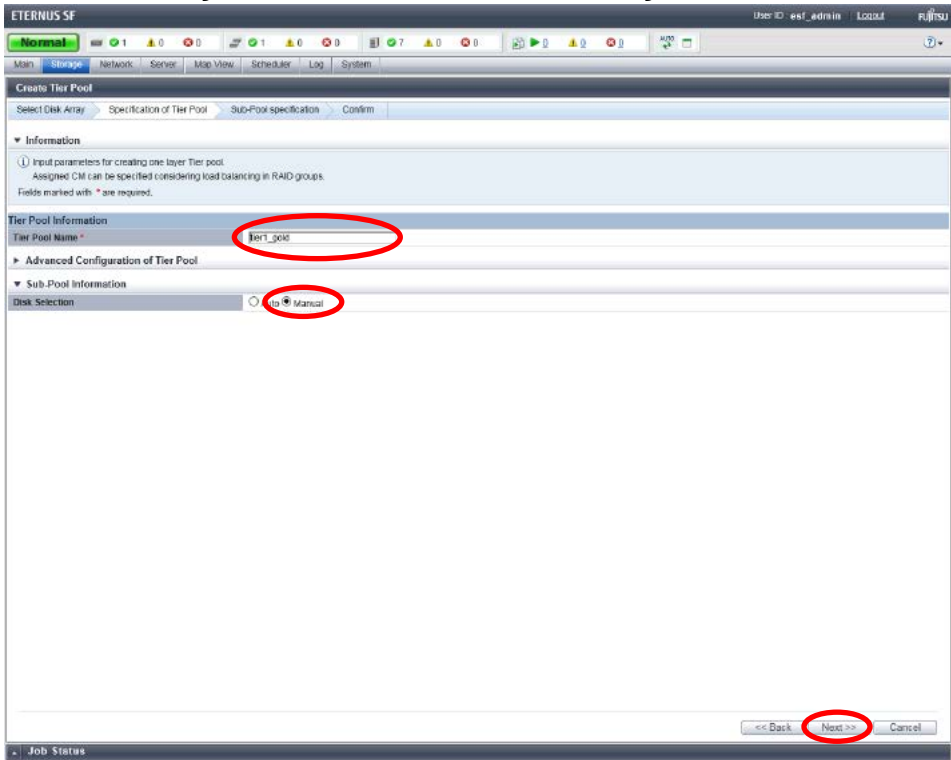 ETERNUS SF User ID : esf_admin Logout FUJITSU
Normal 1 0 0 1 0 0 7 0 0 0 0 0 AUTO ?
Main Storage Network Server Map View Scheduler Log System
Create Tier Pool
Select Disk Array Specification of Tier Pool Sub-Pool specification Confirm
Information
Input parameters for creating one layer Tier pool.
Assigned CM can be specified considering load balancing in RAID groups.
Fields marked with * are required.
Tier Pool Information
Tier Pool Name * tier1_gold
Advanced Configuration of Tier Pool
Sub-Pool Information
Disk Selection Auto Manual
<< Back Next >> Cancel
Job Status